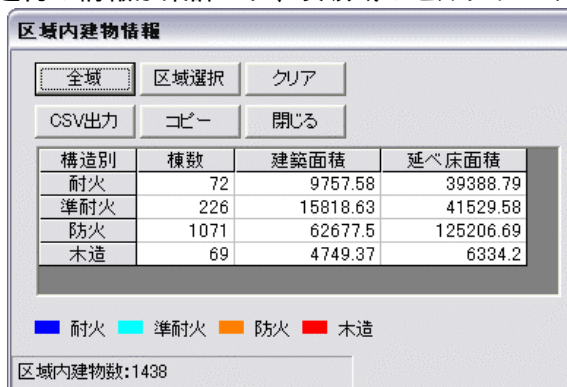 区域内建物情報
全域 区域選択 クリア
CSV出力 コピー 閉じる
構造別 棟数 建築面積 延べ床面積
耐火 72 9757.58 39388.79
準耐火 226 15818.63 41529.58
防火 1071 62677.5 125206.69
木造 69 4749.37 6334.2
耐火 準耐火 防火 木造
区域内建物数:1438